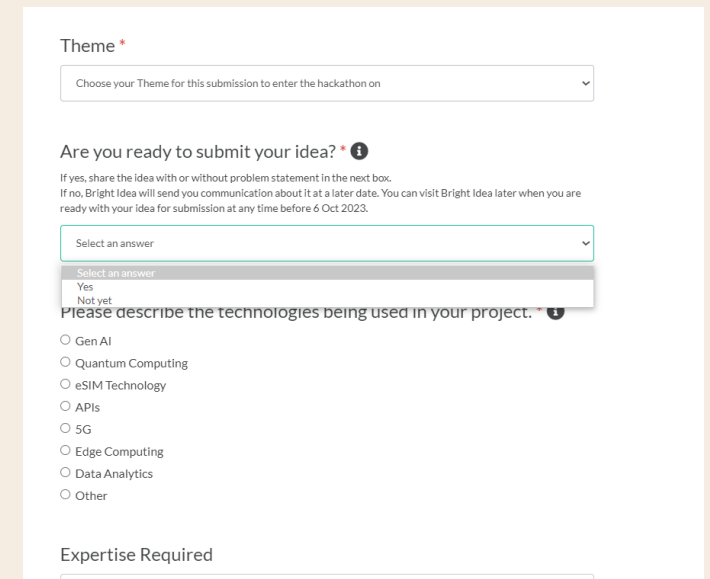 Theme *
Choose your Theme for this submission to enter the hackathon on
Are you ready to submit your idea? *
If yes, share the idea with or without problem statement in the next box.
If no, Bright Idea will send you communication about it at a later date. You can visit Bright Idea later when you are
ready with your idea for submission at any time before 6 Oct 2023.
Select an answer
Select an answer
Yes
Not yet
Please describe the technologies being used in your project. *
Gen AI
Quantum Computing
eSIM Technology
APIs
5G
Edge Computing
Data Analytics
Other
Expertise Required